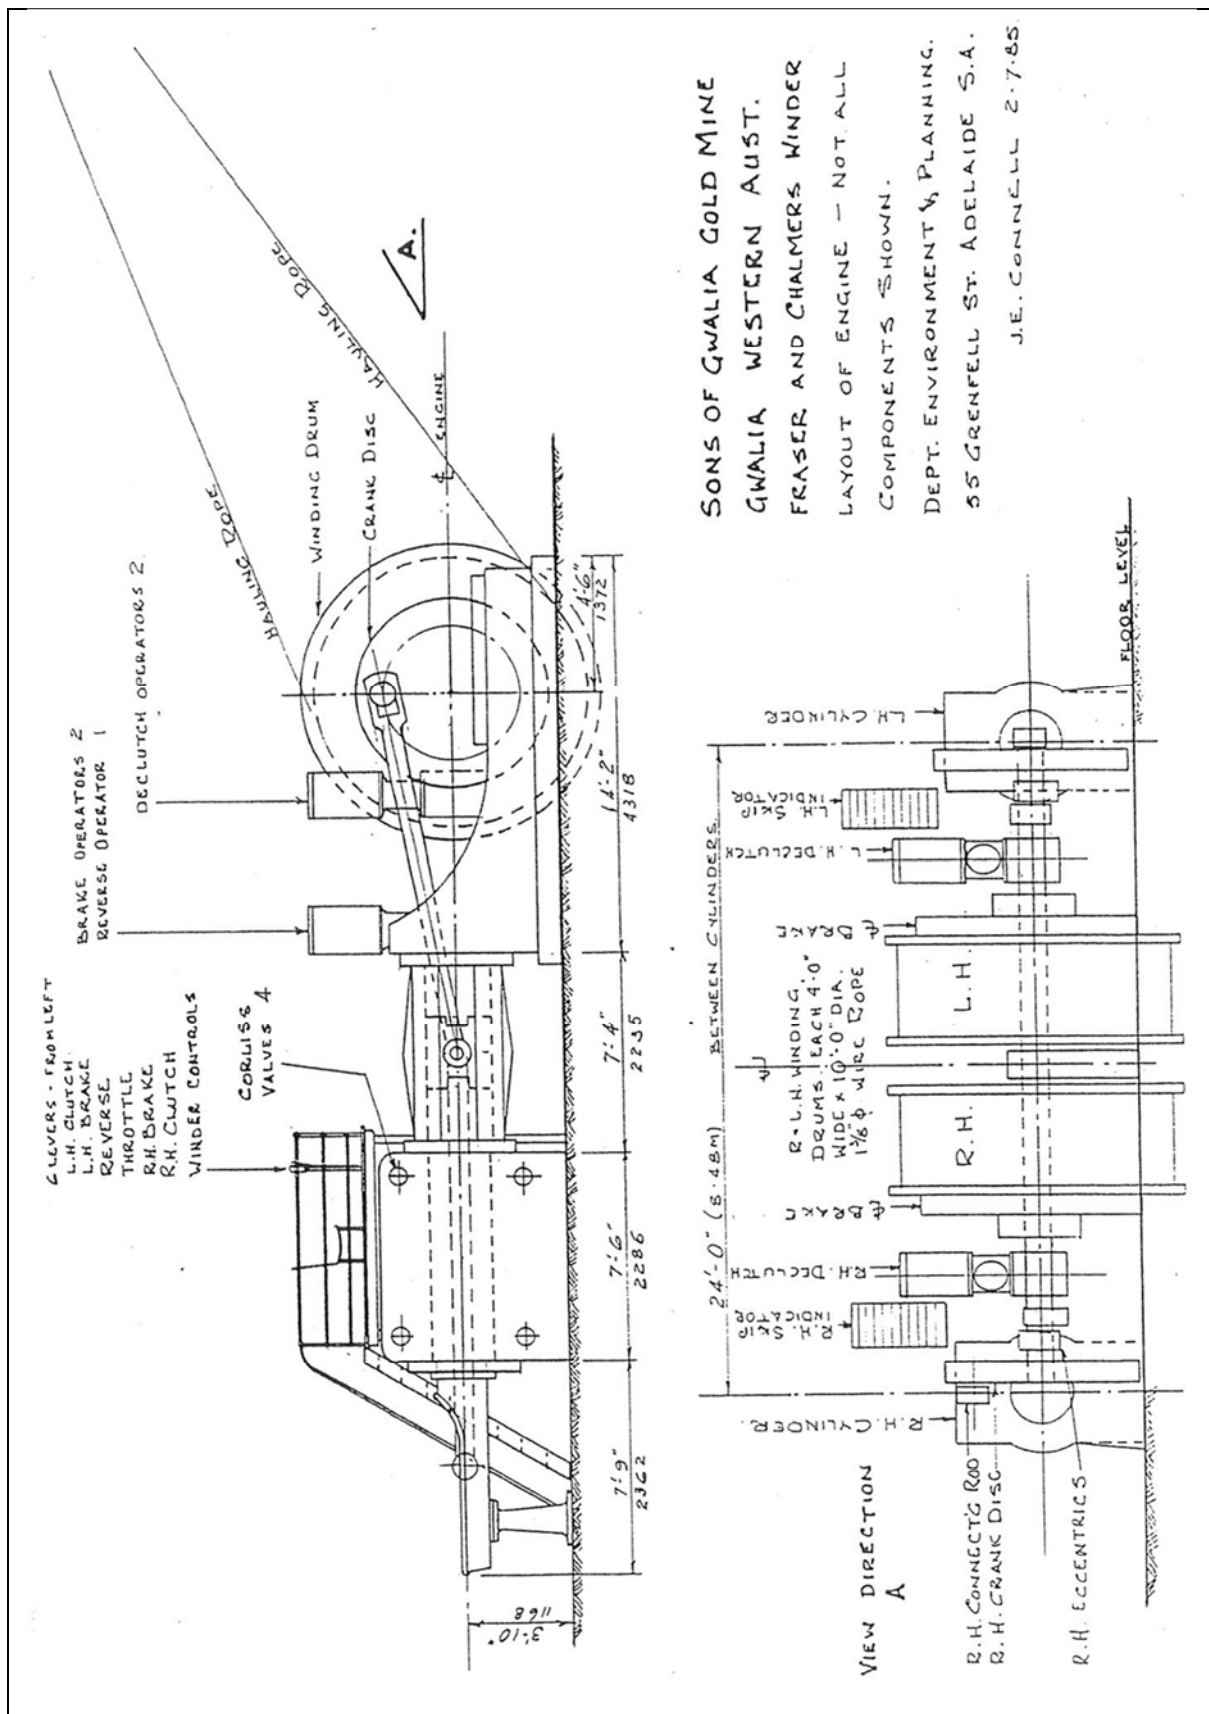 SONS OF GWALIA GOLD MINE
GWALIA WESTERN AUST.
FRASER AND CHALMERS WINDER
LAYOUT OF ENGINE – NOT ALL
COMPONENTS SHOWN.
DEPT. ENVIRONMENT & PLANNING.
55 GRENFELL ST. ADELAIDE S.A.
J.E. CONNELL 2·7·85
6 LEVERS - FROM LEFT
L.H. CLUTCH
L.H. BRAKE
REVERSE
THROTTLE
R.H. BRAKE
R.H. CLUTCH
WINDER CONTROLS
CORLISS
VALVES 4
BRAKE OPERATORS 2
REVERSE OPERATOR 1
DECLUTCH OPERATORS 2
HAULING ROPE
HAULING ROPE
WINDING DRUM
CRANK DISC
℄ ENGINE
A.
3'-10"
1168
7'-9"
2362
7'-6"
2286
7'-4"
2235
14'-2"
4318
4'-6"
1372
VIEW DIRECTION
A
R.H. CONNECT'G ROD
R.H. CRANK DISC
R.H. ECCENTRICS
R.H. CYLINDER
R.H. SKIP
INDICATOR
R.H. DECLUTCH
℄ BRAKE
R.H.
24'-0" (8·48M) BETWEEN CYLINDERS
R & L.H. WINDING
DRUMS. EACH 4'-0"
WIDE x 10'-0" DIA.
1⅜" ϕ WIRE ROPE
L.H.
℄ BRAKE
L.H. DECLUTCH
L.H. SKIP
INDICATOR
L.H. CYLINDER
FLOOR LEVEL